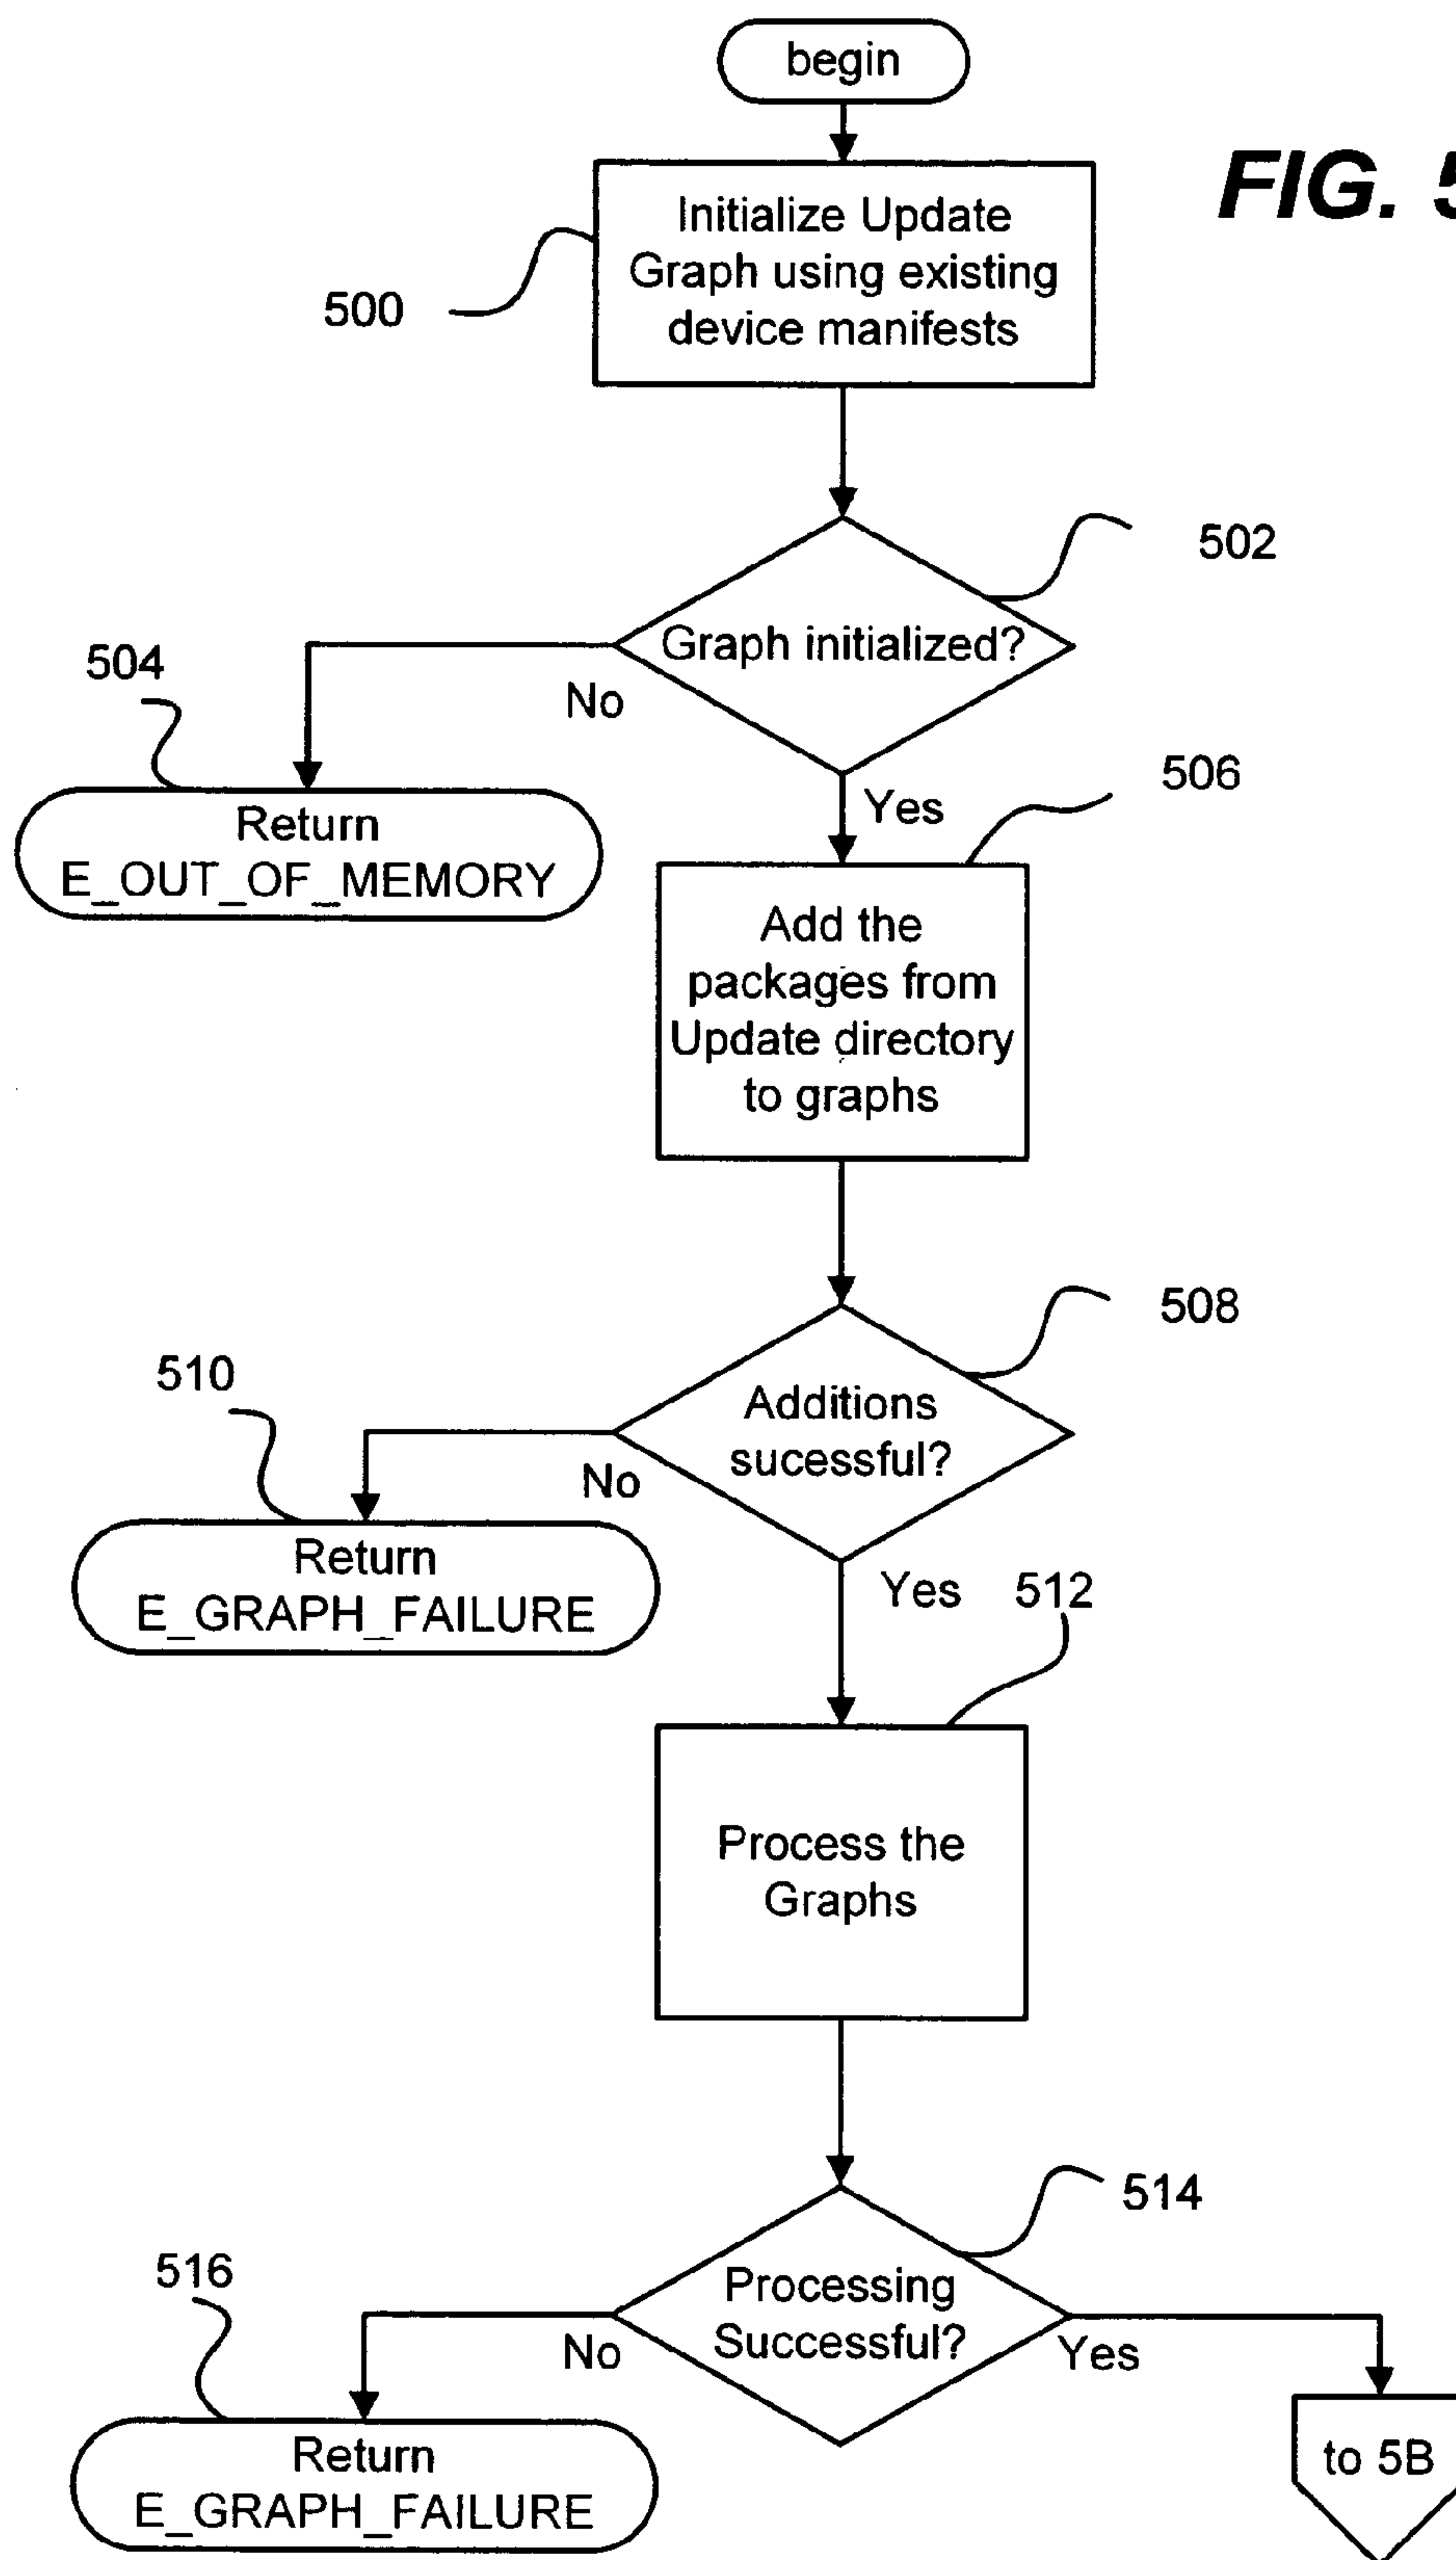 begin
FIG. 5
Initialize Update
Graph using existing
device manifests
500
502
Graph initialized?
No
504
Yes
506
Return
E_OUT_OF_MEMORY
Add the
packages from
Update directory
to graphs
508
510
Additions
sucessful?
No
Return
E_GRAPH_FAILURE
Yes
512
Process the
Graphs
514
516
Processing
Successful?
No
Yes
Return
E_GRAPH_FAILURE
to 5B